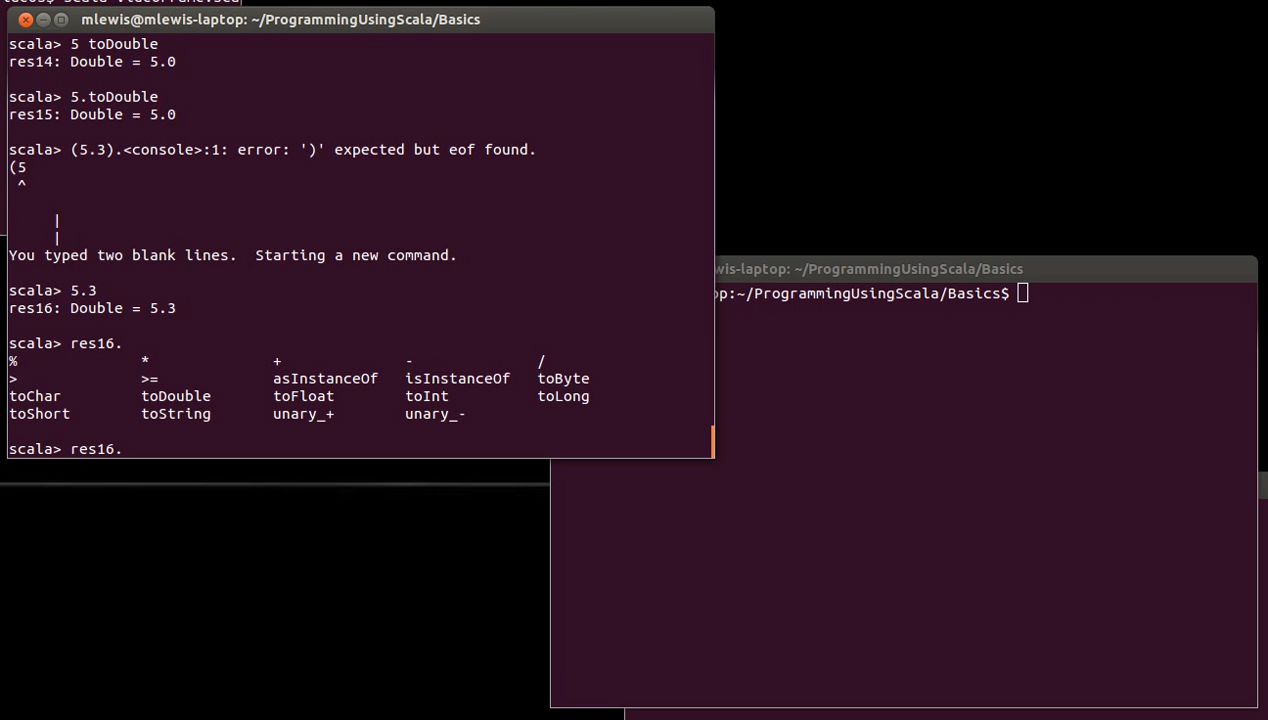 mlewis@mlewis-laptop: ~/ProgrammingUsingScala/Basics
scala> 5 toDouble
res14: Double = 5.0
scala> 5.toDouble
res15: Double = 5.0
scala> (5.3).<console>:1: error: ')' expected but eof found.
(5
^
|
|
You typed two blank lines.  Starting a new command.
scala> 5.3
res16: Double = 5.3
scala> res16.
% * + - /
> >= asInstanceOf isInstanceOf toByte
toChar toDouble toFloat toInt toLong
toShort toString unary_+ unary_-
scala> res16.
wis-laptop: ~/ProgrammingUsingScala/Basics
op:~/ProgrammingUsingScala/Basics$